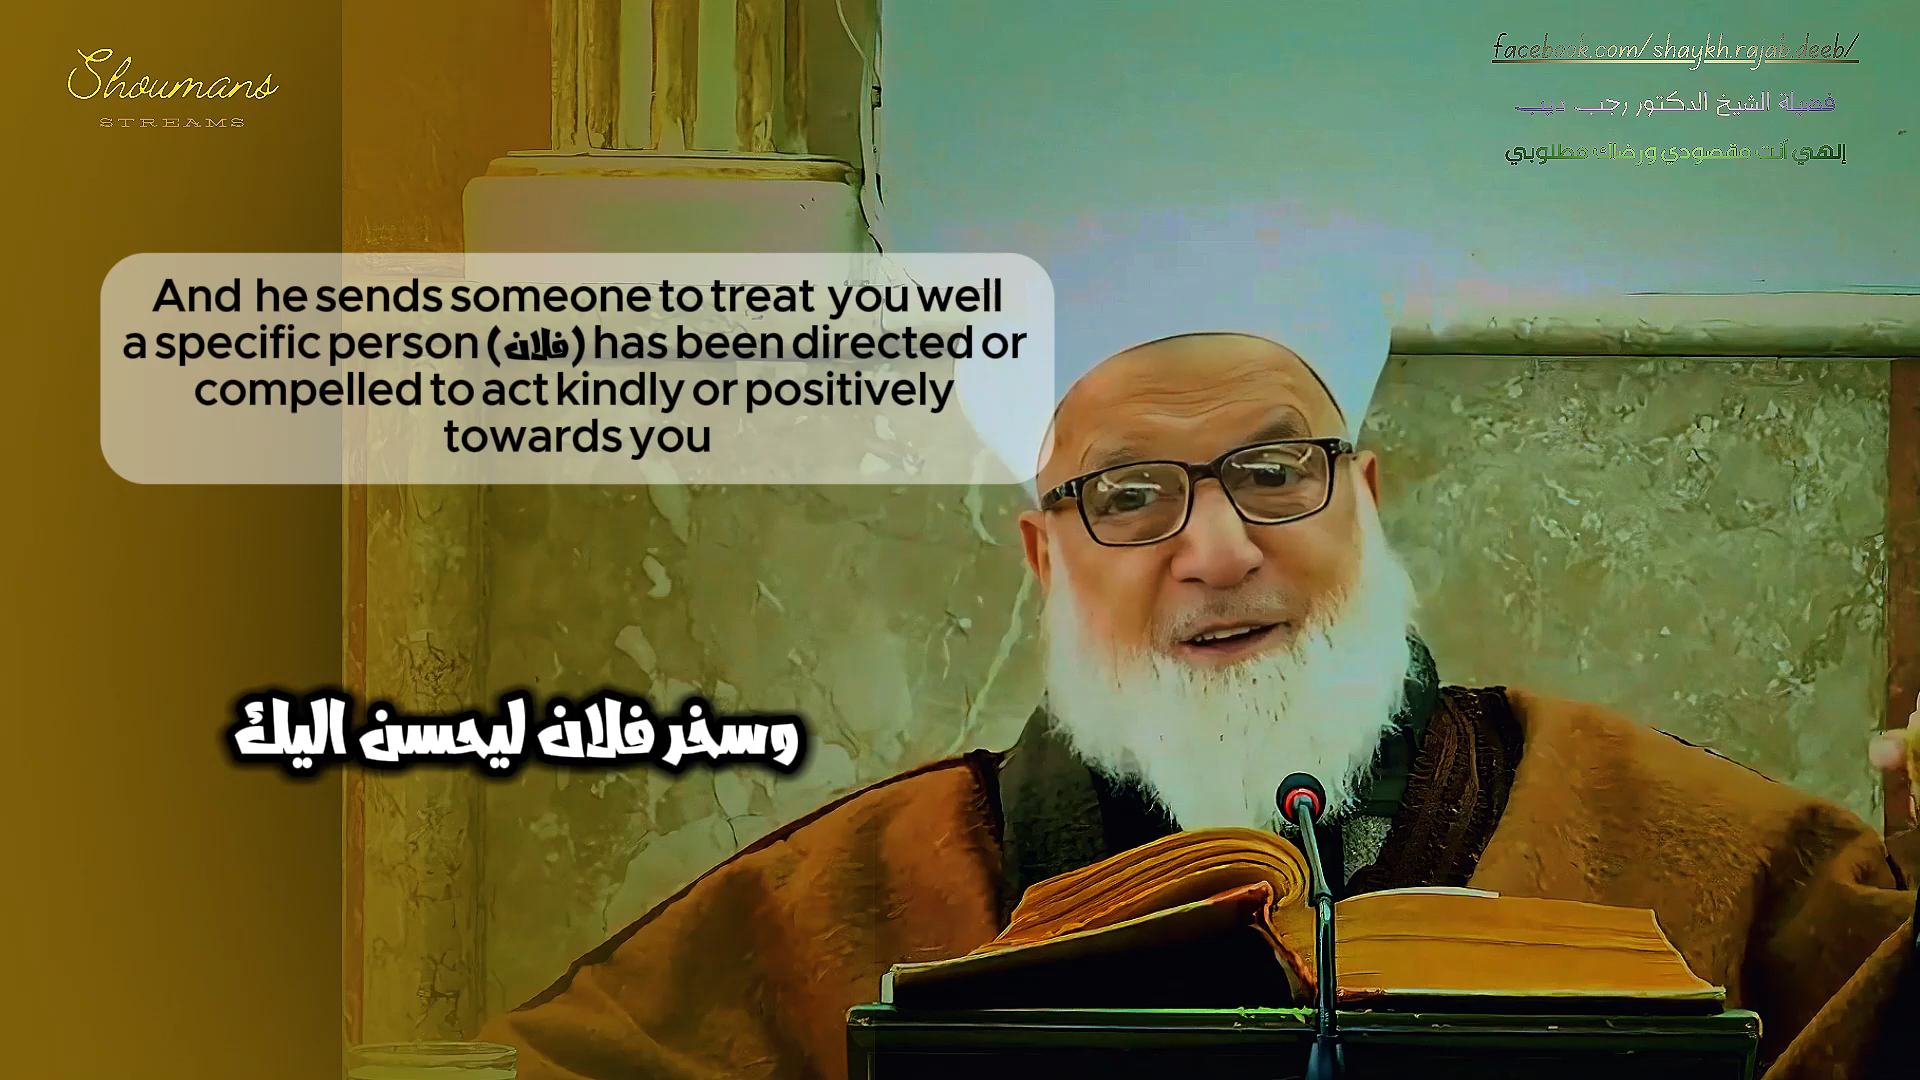 Shoumans
STREAMS
facebook.com/shaykh.rajab.deeb/
فضيلة الشيخ الدكتور رجب ديب
إلهي أنت مقصودي ورضاك مطلوبي
And he sends someone to treat you well
a specific person (فلان) has been directed or
compelled to act kindly or positively
towards you
وسخر فلان ليحسن اليك